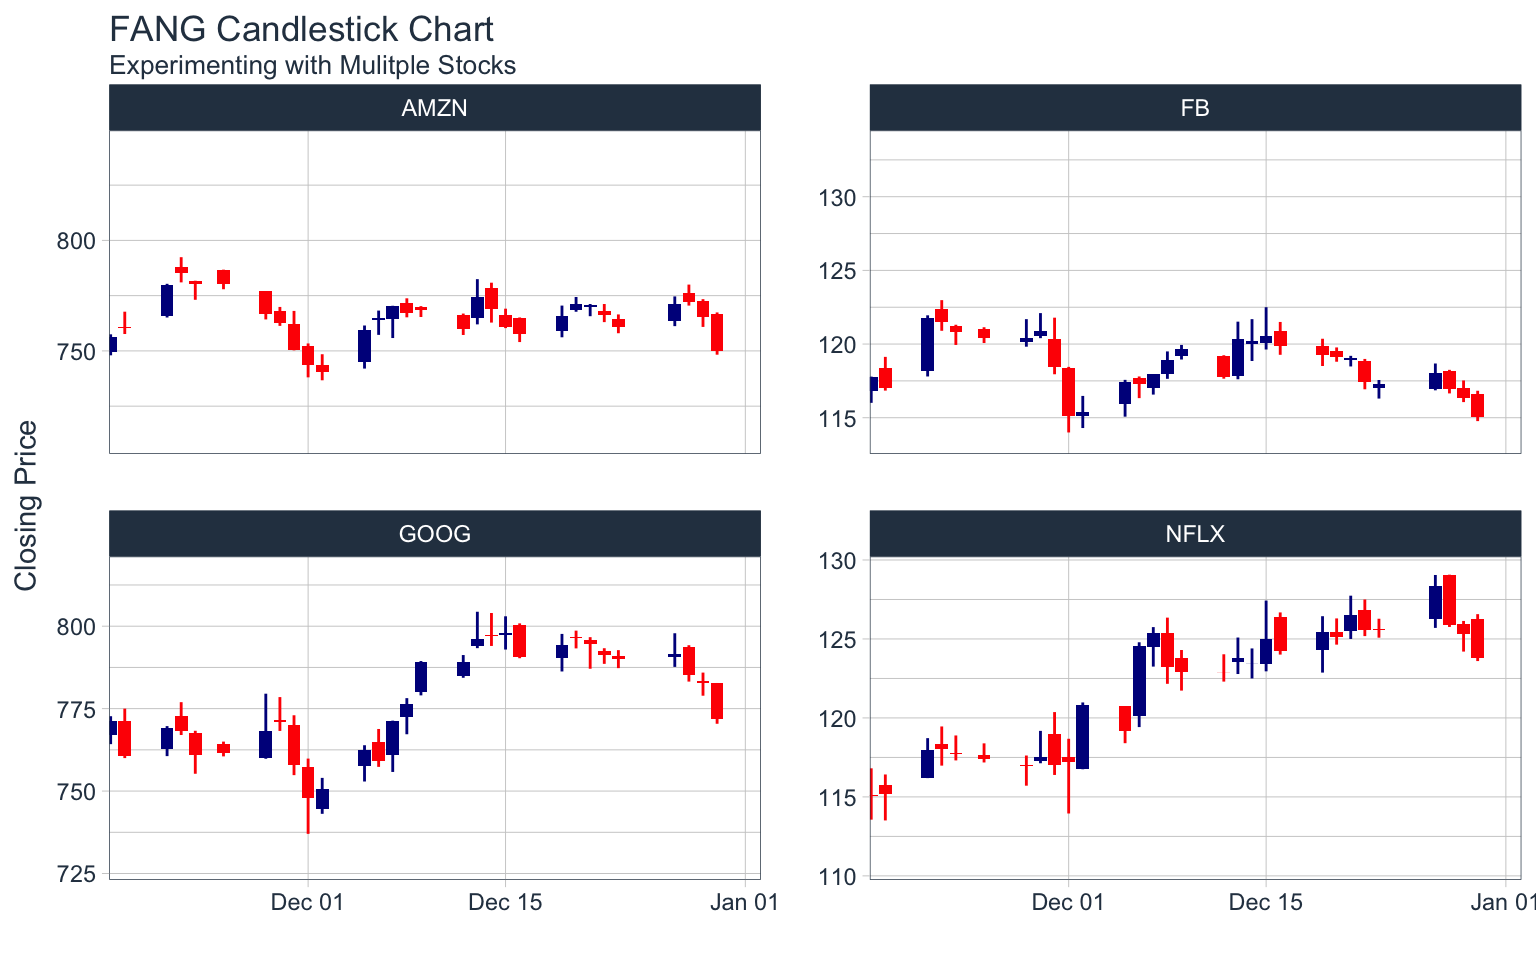 FANG Candlestick Chart
Experimenting with Mulitple Stocks
AMZN
FB
800
750
130
125
120
115
Closing Price
GOOG
NFLX
800
775
750
725
130
125
120
115
110
Dec 01 Dec 15 Jan 01
Dec 01 Dec 15 Jan 01